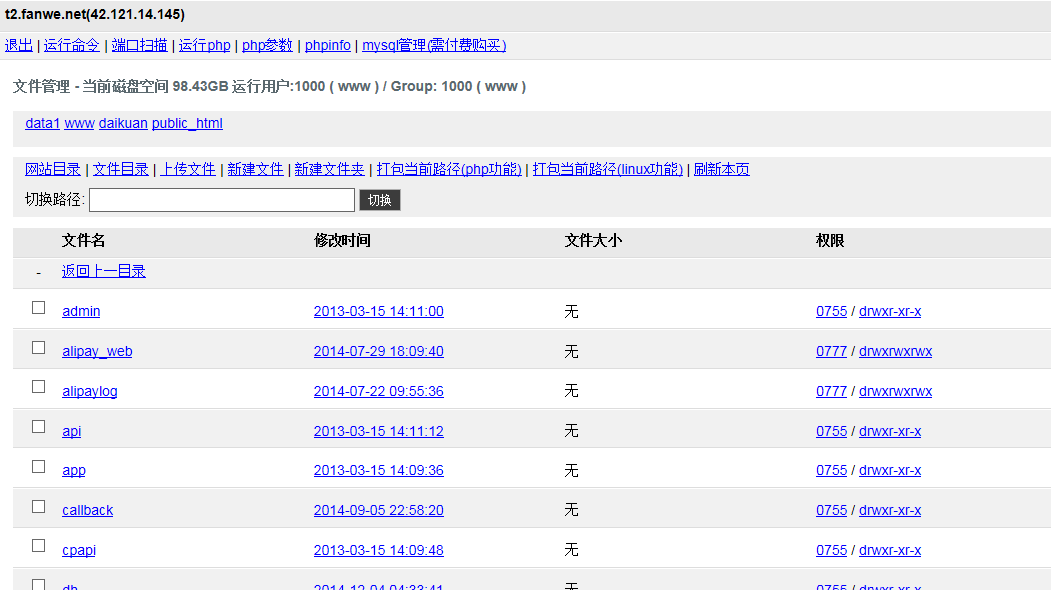 t2.fanwe.net(42.121.14.145)
退出 | 运行命令 | 端口扫描 | 运行php | php参数 | phpinfo | mysql管理(需付费购买)
文件管理 - 当前磁盘空间 98.43GB 运行用户:1000 ( www ) / Group: 1000 ( www )
data1 www daikuan public_html
网站目录 | 文件目录 | 上传文件 | 新建文件 | 新建文件夹 | 打包当前路径(php功能) | 打包当前路径(linux功能) | 刷新本页
切换路径: 切换
文件名 修改时间 文件大小 权限
- 返回上一目录
admin 2013-03-15 14:11:00 无 0755 / drwxr-xr-x
alipay_web 2014-07-29 18:09:40 无 0777 / drwxrwxrwx
alipaylog 2014-07-22 09:55:36 无 0777 / drwxrwxrwx
api 2013-03-15 14:11:12 无 0755 / drwxr-xr-x
app 2013-03-15 14:09:36 无 0755 / drwxr-xr-x
callback 2014-09-05 22:58:20 无 0755 / drwxr-xr-x
cpapi 2013-03-15 14:09:48 无 0755 / drwxr-xr-x
2014-12-04 04:33:41 无 0755 / drwxr-xr-x